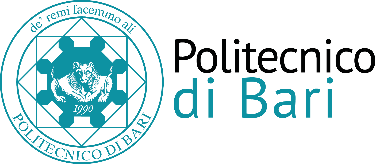 de' remi facemmo ali
1990
POLITECNICO DI BARI
Politecnico
di Bari